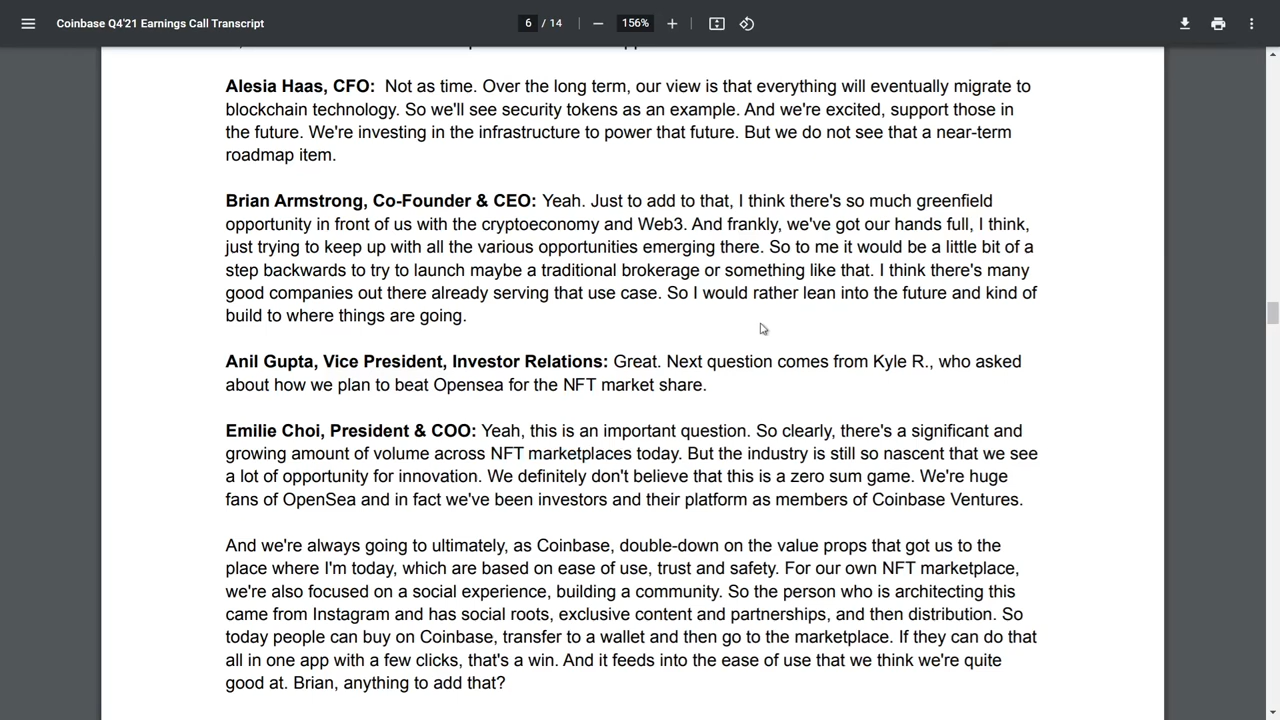 Coinbase Q4'21 Earnings Call Transcript
6 / 14
156%
Alesia Haas, CFO: Not as time. Over the long term, our view is that everything will eventually migrate to
blockchain technology. So we'll see security tokens as an example. And we're excited, support those in
the future. We're investing in the infrastructure to power that future. But we do not see that a near-term
roadmap item.
Brian Armstrong, Co-Founder & CEO: Yeah. Just to add to that, I think there's so much greenfield
opportunity in front of us with the cryptoeconomy and Web3. And frankly, we've got our hands full, I think,
just trying to keep up with all the various opportunities emerging there. So to me it would be a little bit of a
step backwards to try to launch maybe a traditional brokerage or something like that. I think there's many
good companies out there already serving that use case. So I would rather lean into the future and kind of
build to where things are going.
Anil Gupta, Vice President, Investor Relations: Great. Next question comes from Kyle R., who asked
about how we plan to beat Opensea for the NFT market share.
Emilie Choi, President & COO: Yeah, this is an important question. So clearly, there's a significant and
growing amount of volume across NFT marketplaces today. But the industry is still so nascent that we see
a lot of opportunity for innovation. We definitely don't believe that this is a zero sum game. We're huge
fans of OpenSea and in fact we've been investors and their platform as members of Coinbase Ventures.
And we're always going to ultimately, as Coinbase, double-down on the value props that got us to the
place where I'm today, which are based on ease of use, trust and safety. For our own NFT marketplace,
we're also focused on a social experience, building a community. So the person who is architecting this
came from Instagram and has social roots, exclusive content and partnerships, and then distribution. So
today people can buy on Coinbase, transfer to a wallet and then go to the marketplace. If they can do that
all in one app with a few clicks, that's a win. And it feeds into the ease of use that we think we're quite
good at. Brian, anything to add that?